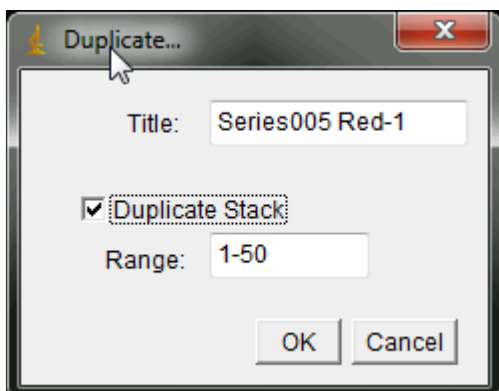 Duplicate...
Title: Series005 Red-1
Duplicate Stack
Range: 1-50
OK Cancel